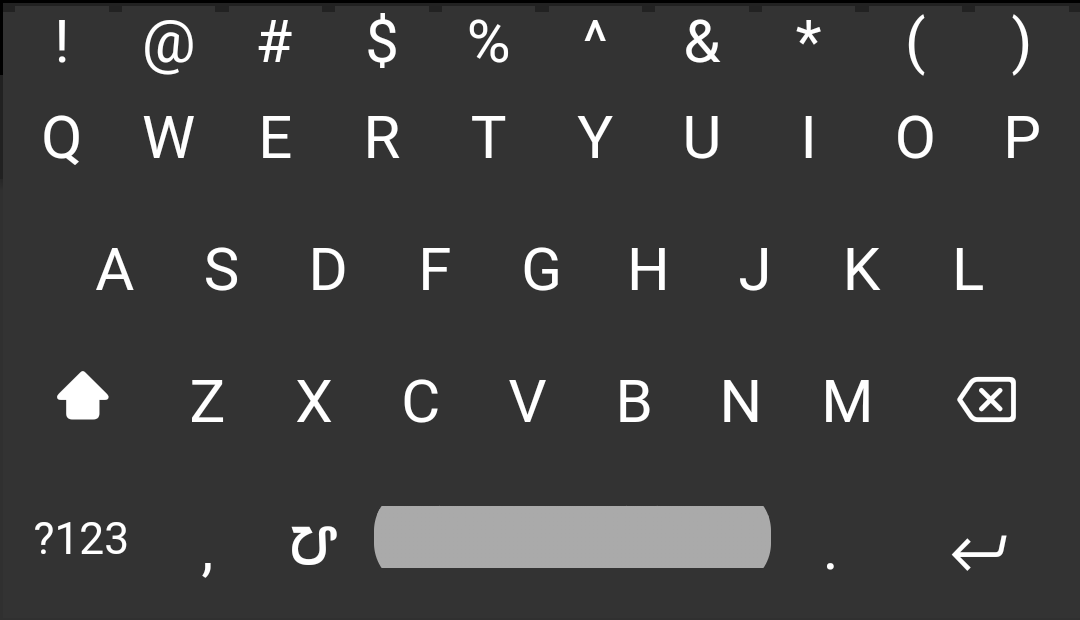 ! @ # $ % ^ & * ( )
Q W E R T Y U I O P
A S D F G H J K L
Z X C V B N M
?123 , .